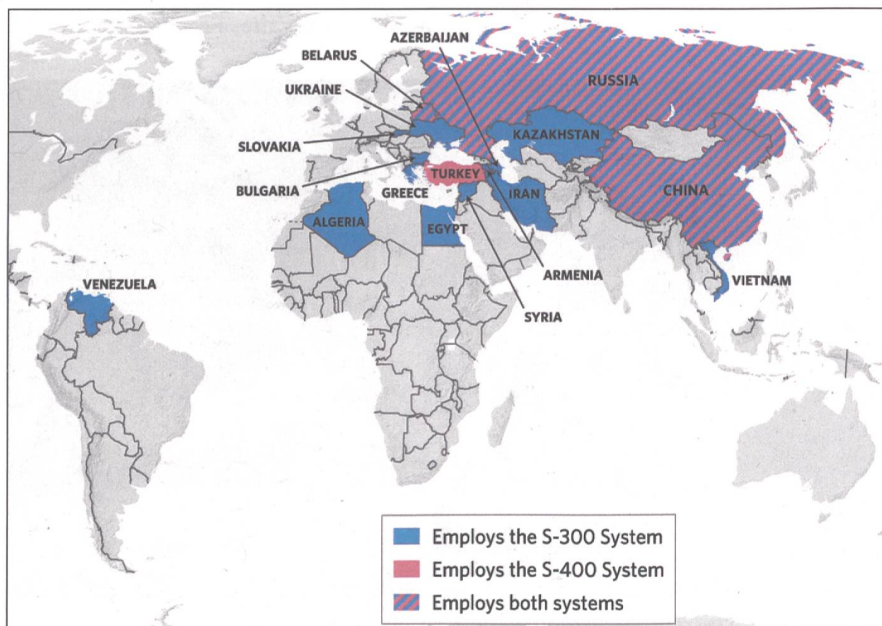 AZERBAIJAN
BELARUS
RUSSIA
UKRAINE
KAZAKHSTAN
SLOVAKIA
TURKEY
CHINA
BULGARIA
GREECE
IRAN
ALGERIA
EGYPT
ARMENIA
VENEZUELA
VIETNAM
SYRIA
Employs the S-300 System
Employs the S-400 System
Employs both systems